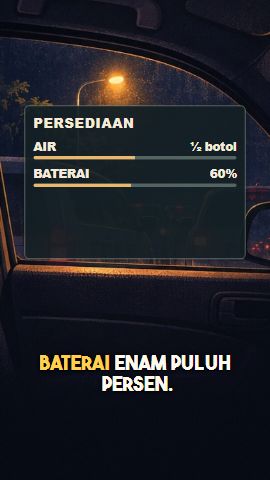 PERSEDIAAN
AIR ½ botol
BATERAI 60%
BATERAI ENAM PULUH
PERSEN.